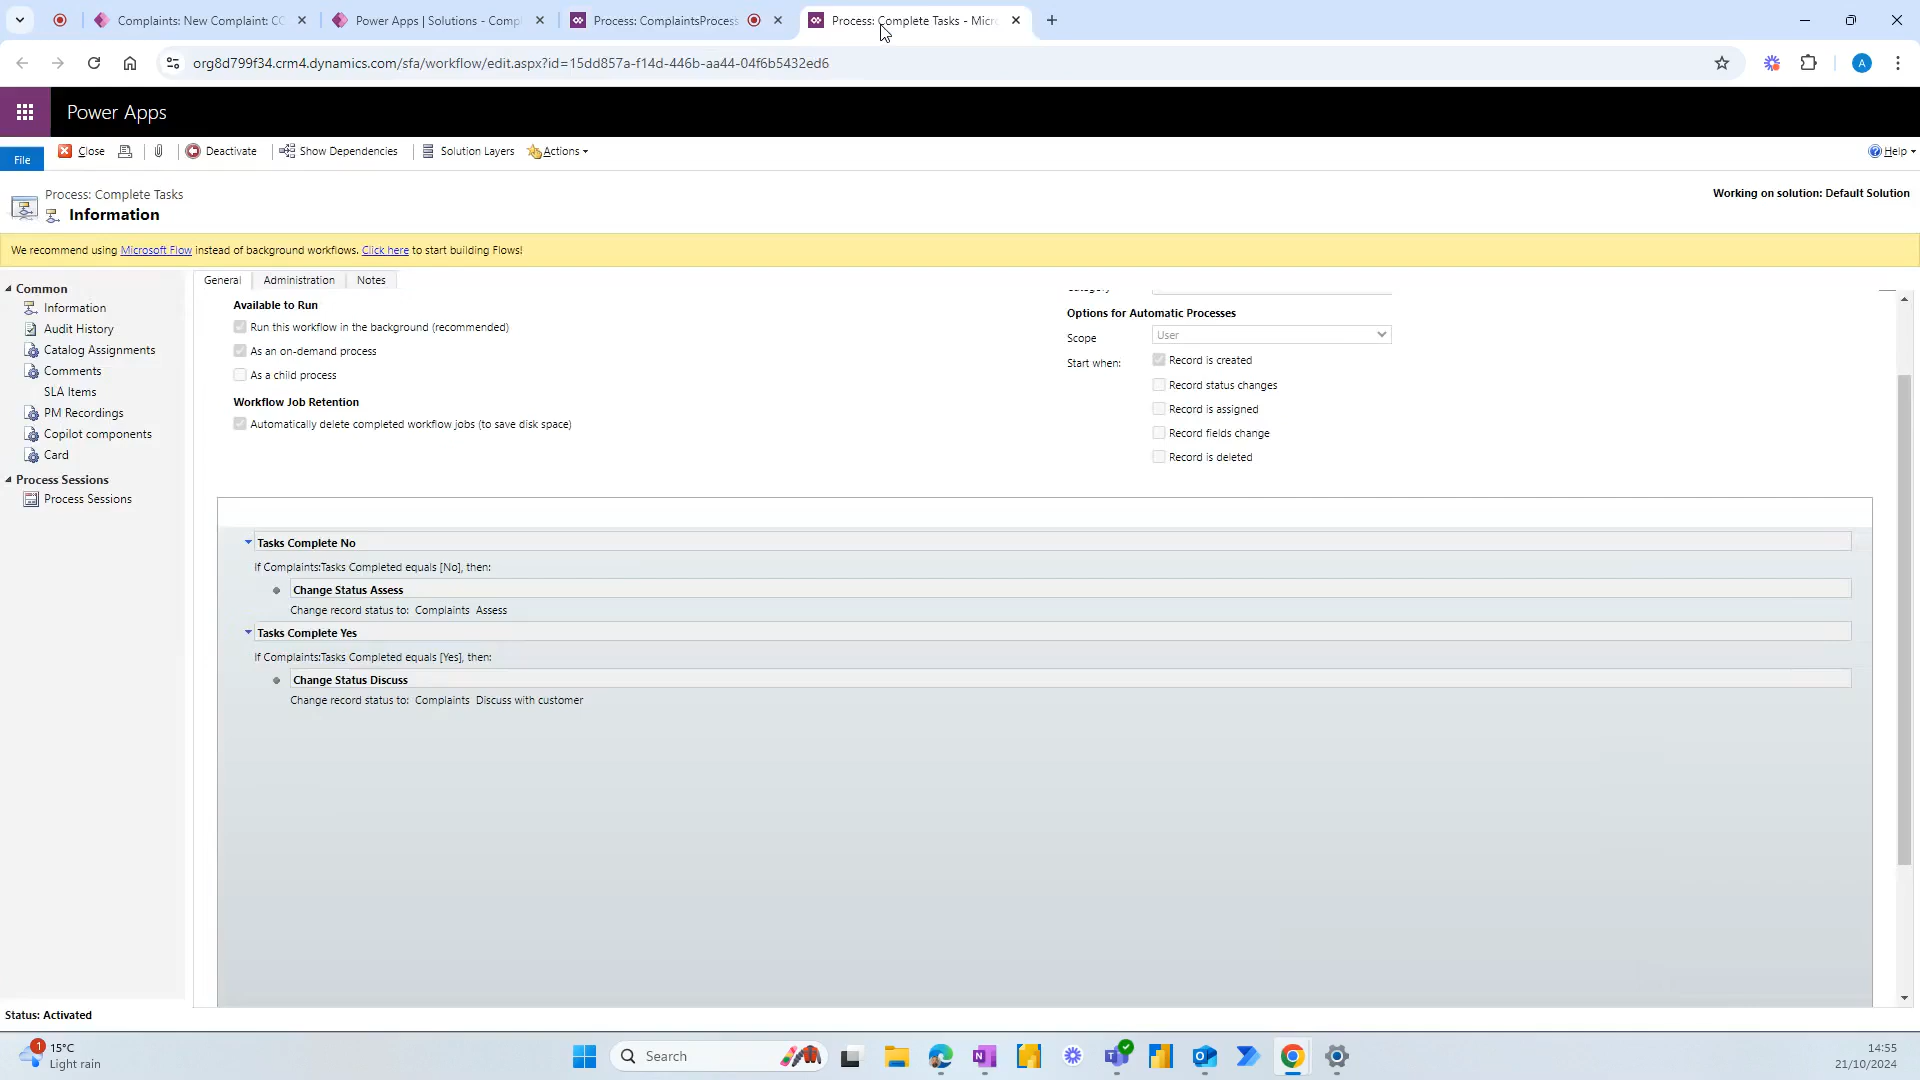 Complaints: New Complaint: CC
Power Apps | Solutions - Compl
Process: ComplaintsProcess
Process: Complete Tasks - Micr
org8d799f34.crm4.dynamics.com/sfa/workflow/edit.aspx?id=15dd857a-f14d-446b-aa44-04f6b5432ed6
A
Power Apps
File
Close
Deactivate
Show Dependencies
Solution Layers
Actions
Help
Process: Complete Tasks
Information
Working on solution: Default Solution
We recommend using Microsoft Flow instead of background workflows. Click here to start building Flows!
Common
Information
Audit History
Catalog Assignments
Comments
SLA Items
PM Recordings
Copilot components
Card
Process Sessions
Process Sessions
General
Administration
Notes
Available to Run
Run this workflow in the background (recommended)
As an on-demand process
As a child process
Workflow Job Retention
Automatically delete completed workflow jobs (to save disk space)
Options for Automatic Processes
Scope
User
Start when:
Record is created
Record status changes
Record is assigned
Record fields change
Record is deleted
Tasks Complete No
If Complaints:Tasks Completed equals [No], then:
Change Status Assess
Change record status to: Complaints Assess
Tasks Complete Yes
If Complaints:Tasks Completed equals [Yes], then:
Change Status Discuss
Change record status to: Complaints Discuss with customer
Status: Activated
1
15°C
Light rain
Search
14:55
21/10/2024